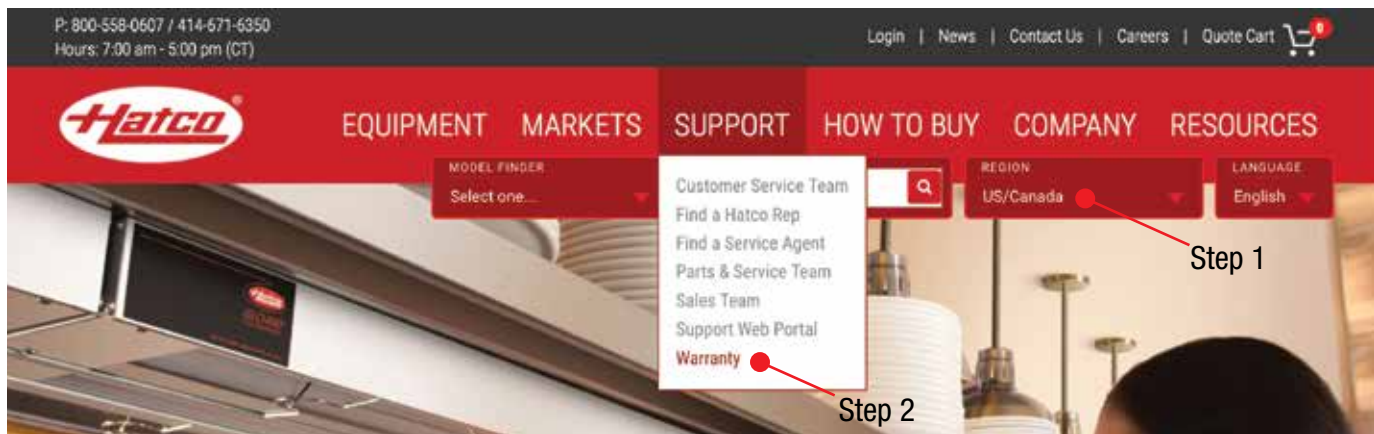 P: 800-558-0607 / 414-671-6350
Hours: 7:00 am - 5:00 pm (CT)
Login | News | Contact Us | Careers | Quote Cart 0
Hatco®
EQUIPMENT MARKETS SUPPORT HOW TO BUY COMPANY RESOURCES
MODEL FINDER
Select one...
REGION
US/Canada
LANGUAGE
English
Customer Service Team
Find a Hatco Rep
Find a Service Agent
Parts & Service Team
Sales Team
Support Web Portal
Warranty
Step 1
Step 2
Hatco